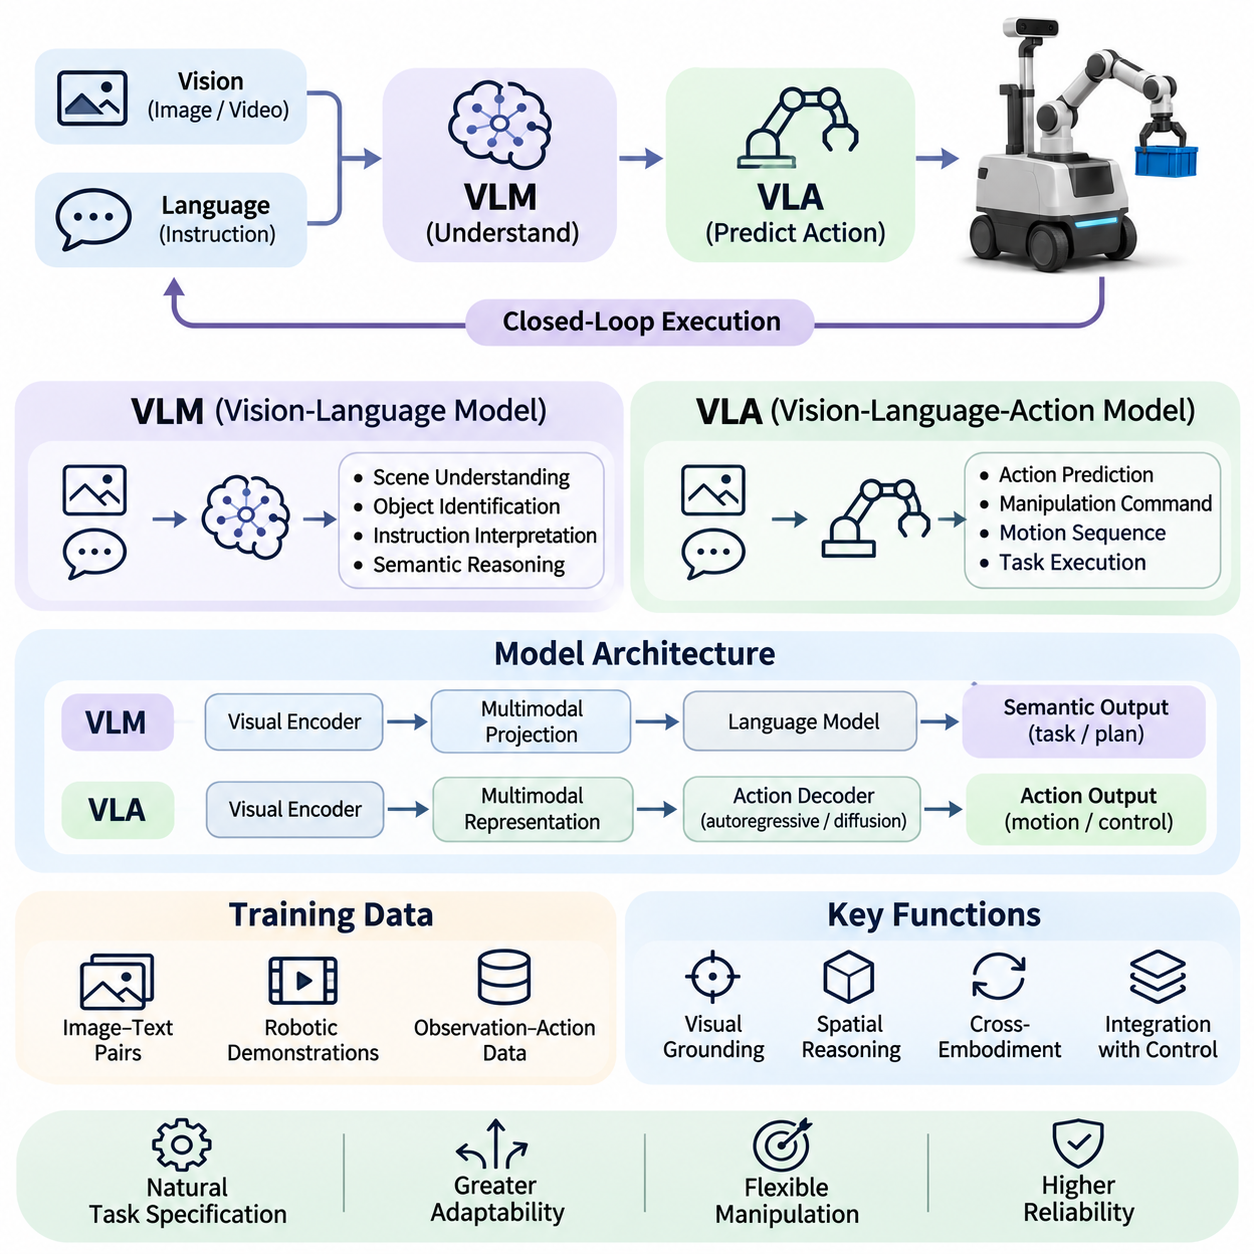 Vision
(Image / Video)
Language
(Instruction)
VLM
(Understand)
VLA
(Predict Action)
Closed-Loop Execution
VLM (Vision-Language Model)
• Scene Understanding
• Object Identification
• Instruction Interpretation
• Semantic Reasoning
VLA (Vision-Language-Action Model)
• Action Prediction
• Manipulation Command
• Motion Sequence
• Task Execution
Model Architecture
VLM
Visual Encoder
Multimodal
Projection
Language Model
Semantic Output
(task / plan)
VLA
Visual Encoder
Multimodal
Representation
Action Decoder
(autoregressive / diffusion)
Action Output
(motion / control)
Training Data
Image–Text
Pairs
Robotic
Demonstrations
Observation–Action
Data
Key Functions
Visual
Grounding
Spatial
Reasoning
Cross-
Embodiment
Integration
with Control
Natural
Task Specification
Greater
Adaptability
Flexible
Manipulation
Higher
Reliability